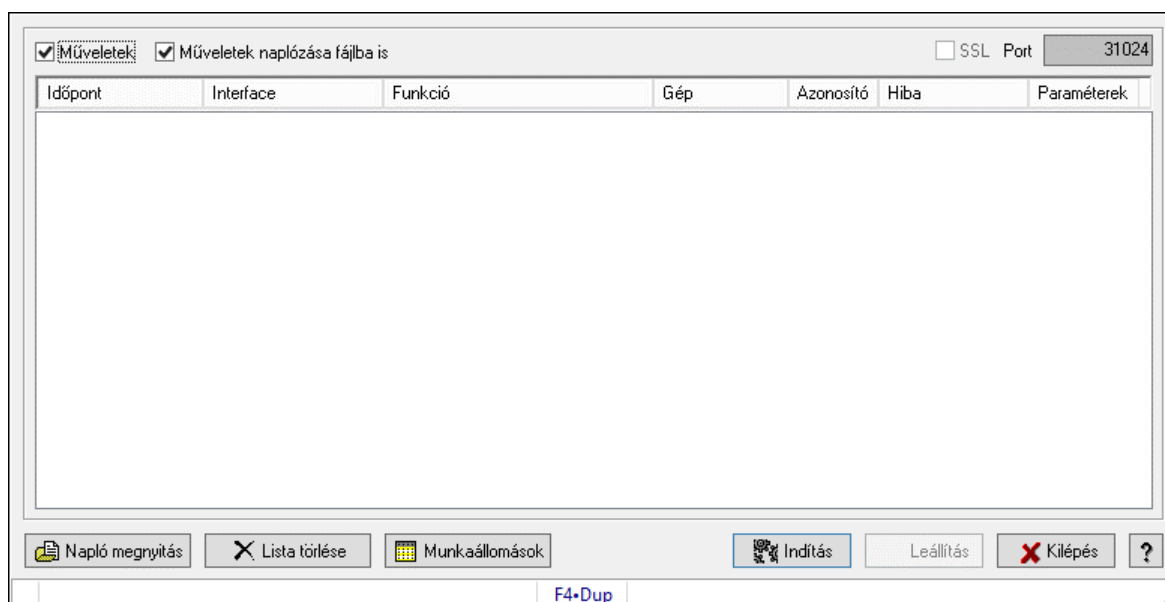 Műveletek Műveletek naplózása fájlba is SSL Port 31024
Időpont Interface Funkció Gép Azonosító Hiba Paraméterek
Napló megnyitás Lista törlése Munkaállomások Indítás Leállítás Kilépés ?
F4•Dup